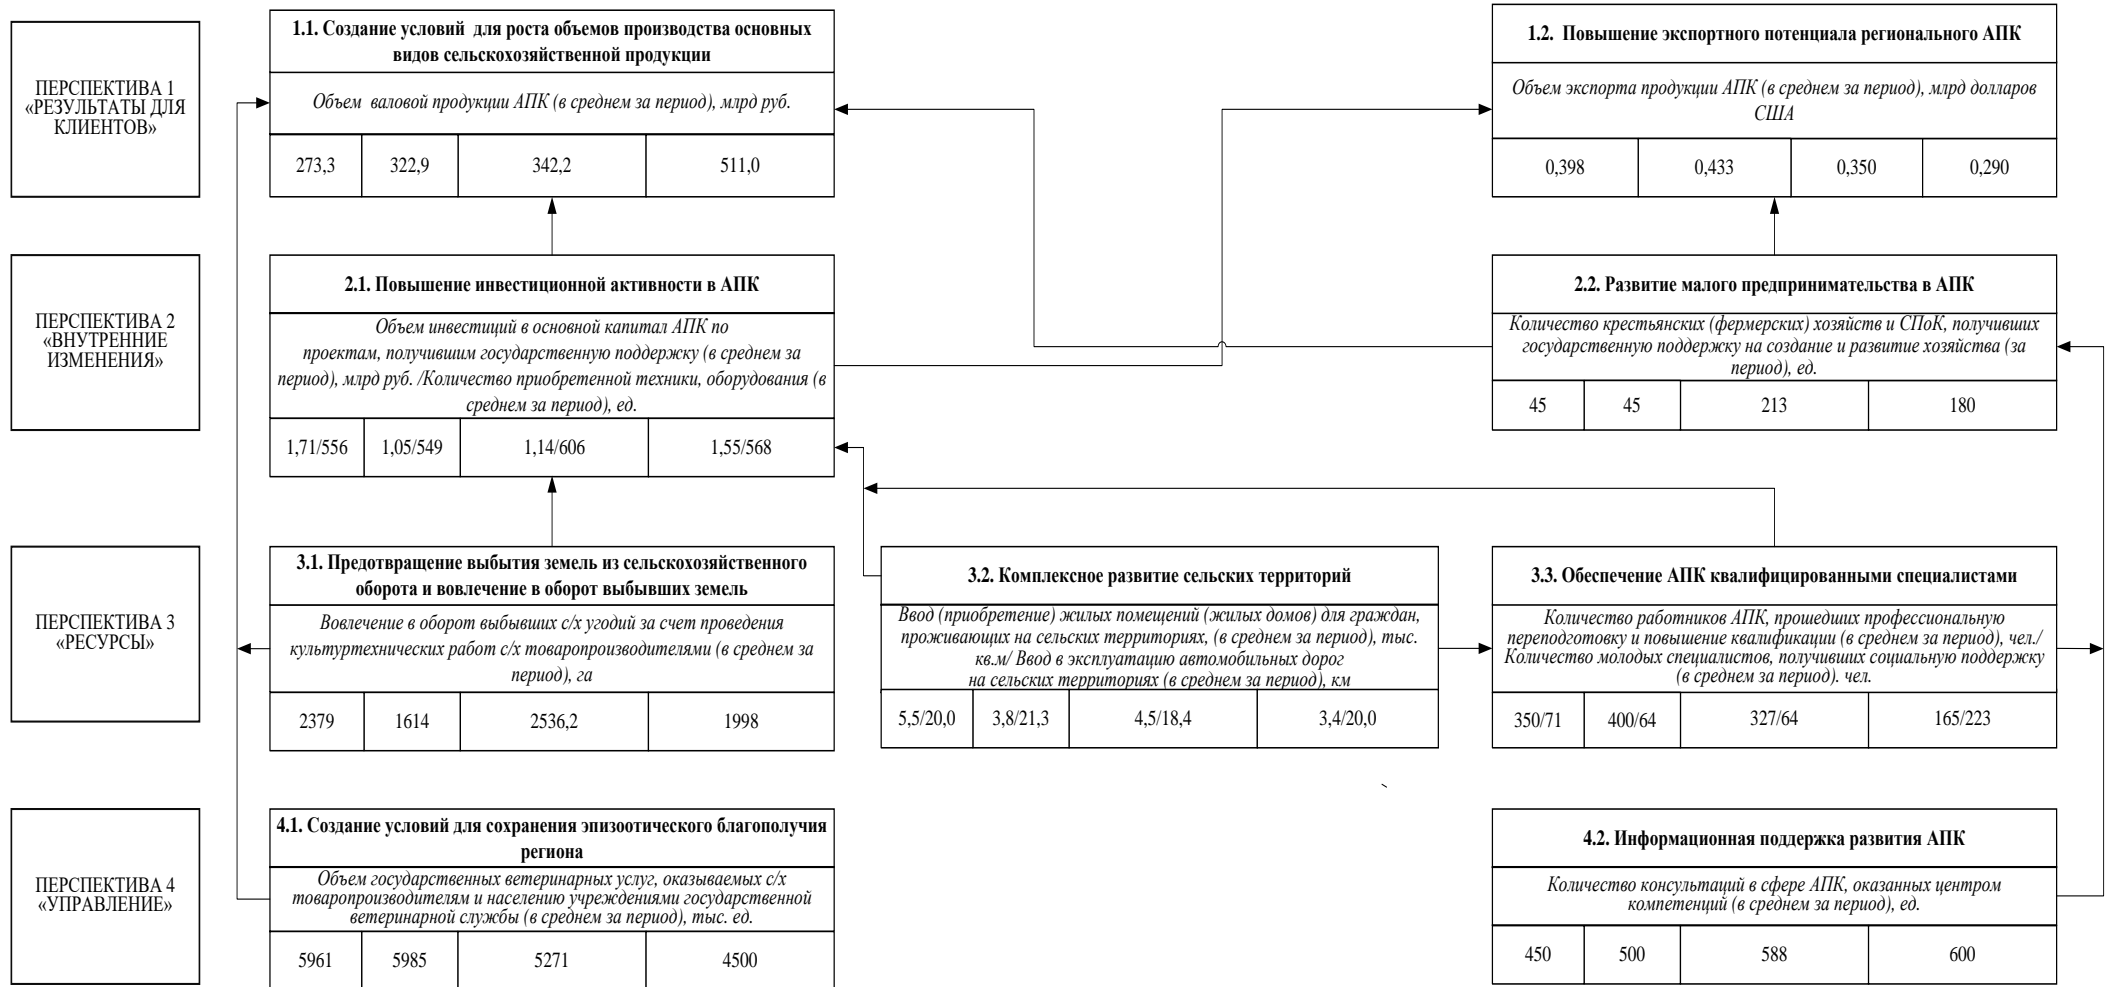 ПЕРСПЕКТИВА 1
«РЕЗУЛЬТАТЫ ДЛЯ
КЛИЕНТОВ»
1.1. Создание условий для роста объемов производства основных
видов сельскохозяйственной продукции
Объем валовой продукции АПК (в среднем за период), млрд руб.
273,3 322,9 342,2 511,0
1.2. Повышение экспортного потенциала регионального АПК
Объем экспорта продукции АПК (в среднем за период), млрд долларов
США
0,398 0,433 0,350 0,290
ПЕРСПЕКТИВА 2
«ВНУТРЕННИЕ
ИЗМЕНЕНИЯ»
2.1. Повышение инвестиционной активности в АПК
Объем инвестиций в основной капитал АПК по
проектам, получившим государственную поддержку (в среднем за
период), млрд руб. /Количество приобретенной техники, оборудования (в
среднем за период), ед.
1,71/556 1,05/549 1,14/606 1,55/568
2.2. Развитие малого предпринимательства в АПК
Количество крестьянских (фермерских) хозяйств и СПоК, получивших
государственную поддержку на создание и развитие хозяйства (за
период), ед.
45 45 213 180
ПЕРСПЕКТИВА 3
«РЕСУРСЫ»
3.1. Предотвращение выбытия земель из сельскохозяйственного
оборота и вовлечение в оборот выбывших земель
Вовлечение в оборот выбывших с/х угодий за счет проведения
культуртехнических работ с/х товаропроизводителями (в среднем за
период), га
2379 1614 2536,2 1998
3.2. Комплексное развитие сельских территорий
Ввод (приобретение) жилых помещений (жилых домов) для граждан,
проживающих на сельских территориях, (в среднем за период), тыс.
кв.м/ Ввод в эксплуатацию автомобильных дорог
на сельских территориях (в среднем за период), км
5,5/20,0 3,8/21,3 4,5/18,4 3,4/20,0
3.3. Обеспечение АПК квалифицированными специалистами
Количество работников АПК, прошедших профессиональную
переподготовку и повышение квалификации (в среднем за период), чел./
Количество молодых специалистов, получивших социальную поддержку
(в среднем за период). чел.
350/71 400/64 327/64 165/223
ПЕРСПЕКТИВА 4
«УПРАВЛЕНИЕ»
4.1. Создание условий для сохранения эпизоотического благополучия
региона
Объем государственных ветеринарных услуг, оказываемых с/х
товаропроизводителям и населению учреждениями государственной
ветеринарной службы (в среднем за период), тыс. ед.
5961 5985 5271 4500
4.2. Информационная поддержка развития АПК
Количество консультаций в сфере АПК, оказанных центром
компетенций (в среднем за период), ед.
450 500 588 600